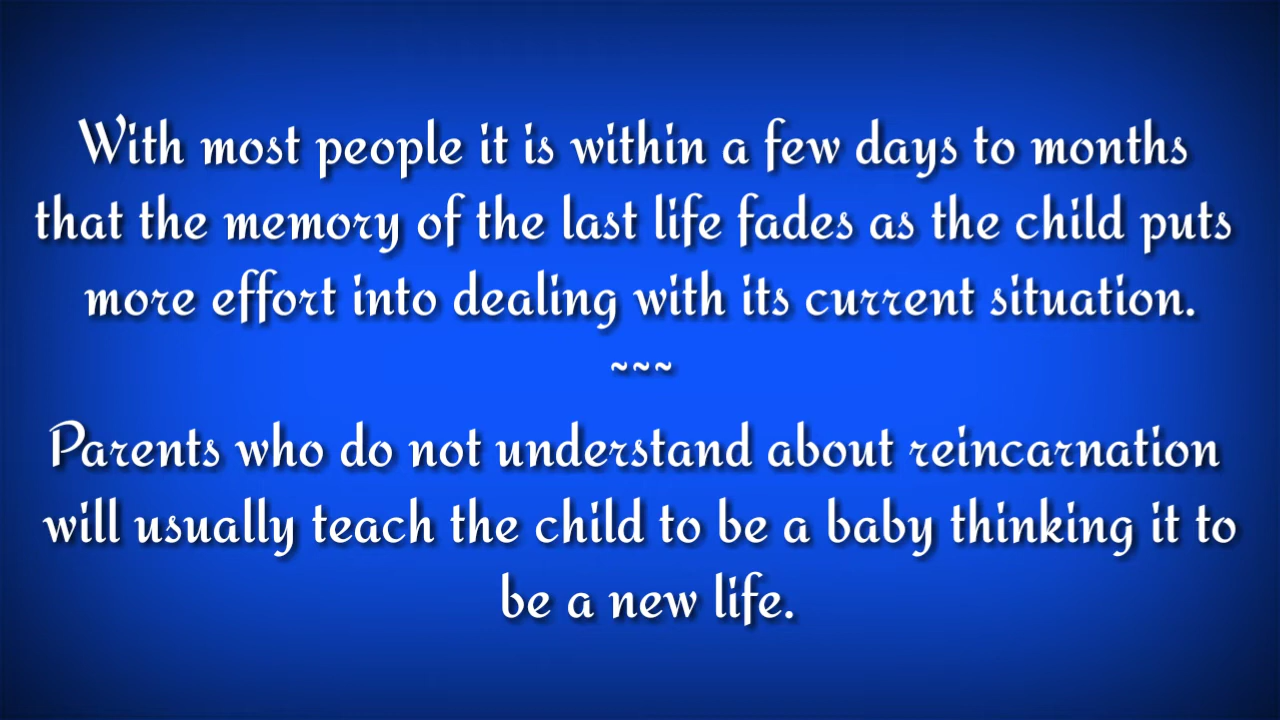 With most people it is within a few days to months
that the memory of the last life fades as the child puts
more effort into dealing with its current situation.
~~~
Parents who do not understand about reincarnation
will usually teach the child to be a baby thinking it to
be a new life.